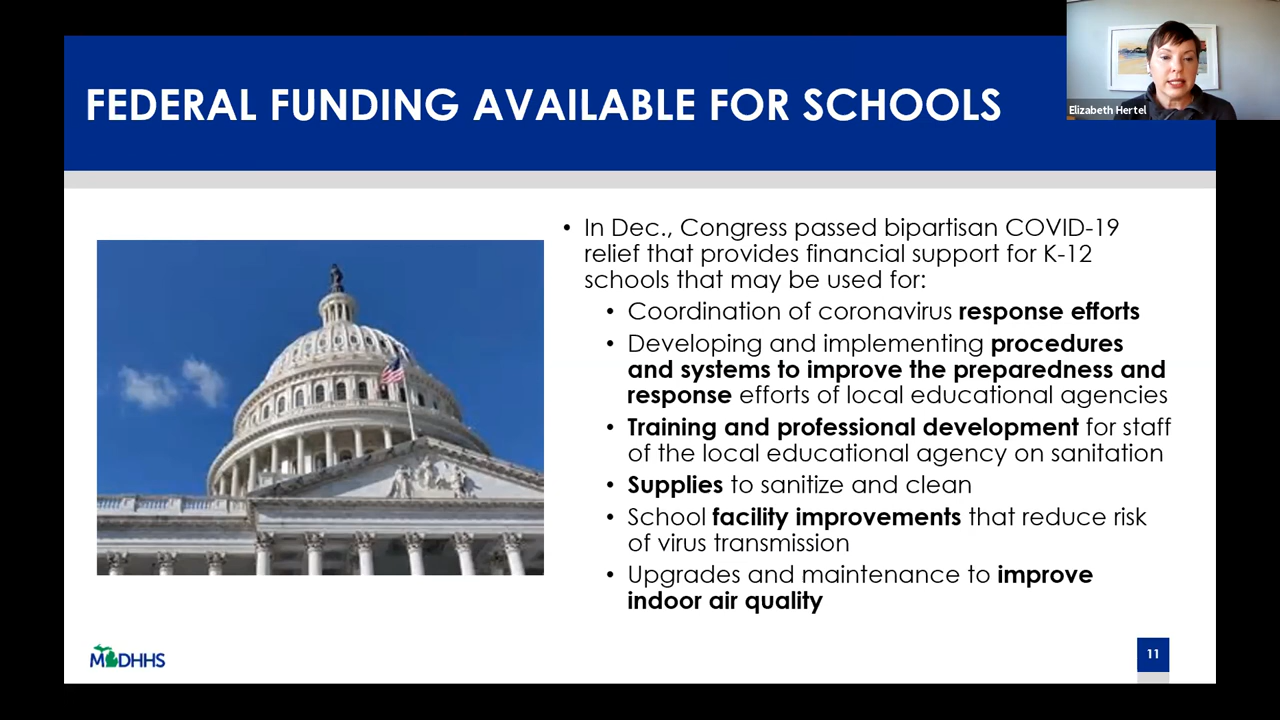 FEDERAL FUNDING AVAILABLE FOR SCHOOLS
Elizabeth Hertel
• In Dec., Congress passed bipartisan COVID-19
relief that provides financial support for K-12
schools that may be used for:
• Coordination of coronavirus response efforts
• Developing and implementing procedures
and systems to improve the preparedness and
response efforts of local educational agencies
• Training and professional development for staff
of the local educational agency on sanitation
• Supplies to sanitize and clean
• School facility improvements that reduce risk
of virus transmission
• Upgrades and maintenance to improve
indoor air quality
MDHHS
11